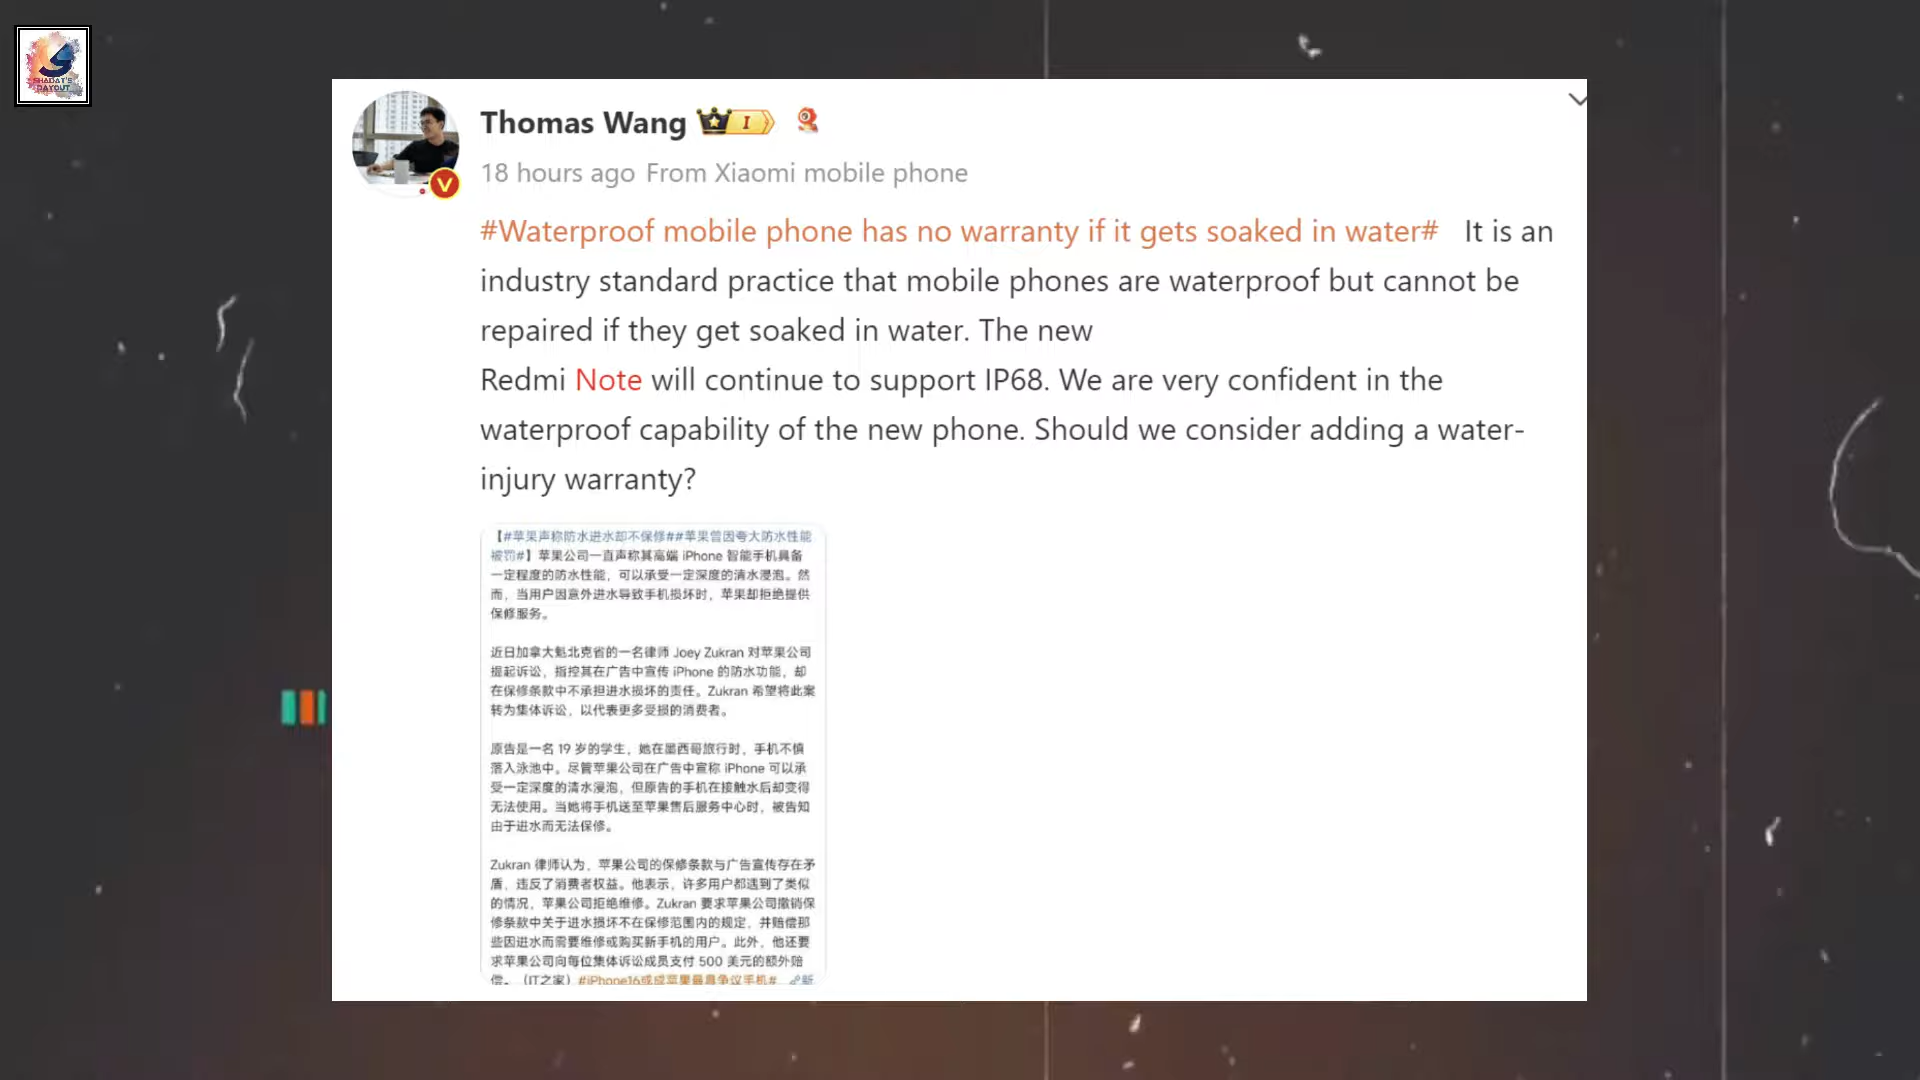 SHADAT'S
DAYOUT
Thomas Wang I
18 hours ago From Xiaomi mobile phone
#Waterproof mobile phone has no warranty if it gets soaked in water# It is an
industry standard practice that mobile phones are waterproof but cannot be
repaired if they get soaked in water. The new
Redmi Note will continue to support IP68. We are very confident in the
waterproof capability of the new phone. Should we consider adding a water-
injury warranty?
【#苹果声称防水进水却不保修##苹果曾因夸大防水性能
被罚#】苹果公司一直声称其高端 iPhone 智能手机具备
一定程度的防水性能，可以承受一定深度的清水浸泡。然
而，当用户因意外进水导致手机损坏时，苹果却拒绝提供
保修服务。
近日加拿大魁北克省的一名律师 Joey Zukran 对苹果公司
提起诉讼，指控其在广告中宣传 iPhone 的防水功能，却
在保修条款中不承担进水损坏的责任。Zukran 希望将此案
转为集体诉讼，以代表更多受损的消费者。
原告是一名 19 岁的学生，她在墨西哥旅行时，手机不慎
落入泳池中。尽管苹果公司在广告中宣称 iPhone 可以承
受一定深度的清水浸泡，但原告的手机在接触水后却变得
无法使用。当她将手机送至苹果售后服务中心时，被告知
由于进水而无法保修。
Zukran 律师认为，苹果公司的保修条款与广告宣传存在矛
盾，违反了消费者权益。他表示，许多用户都遇到了类似
的情况，苹果公司拒绝维修。Zukran 要求苹果公司撤销保
修条款中关于进水损坏不在保修范围内的规定，并赔偿那
些因进水而需要维修或购买新手机的用户。此外，他还要
求苹果公司向每位集体诉讼成员支付 500 美元的额外赔
偿。（IT之家）#iPhone16或成苹果最具争议手机#